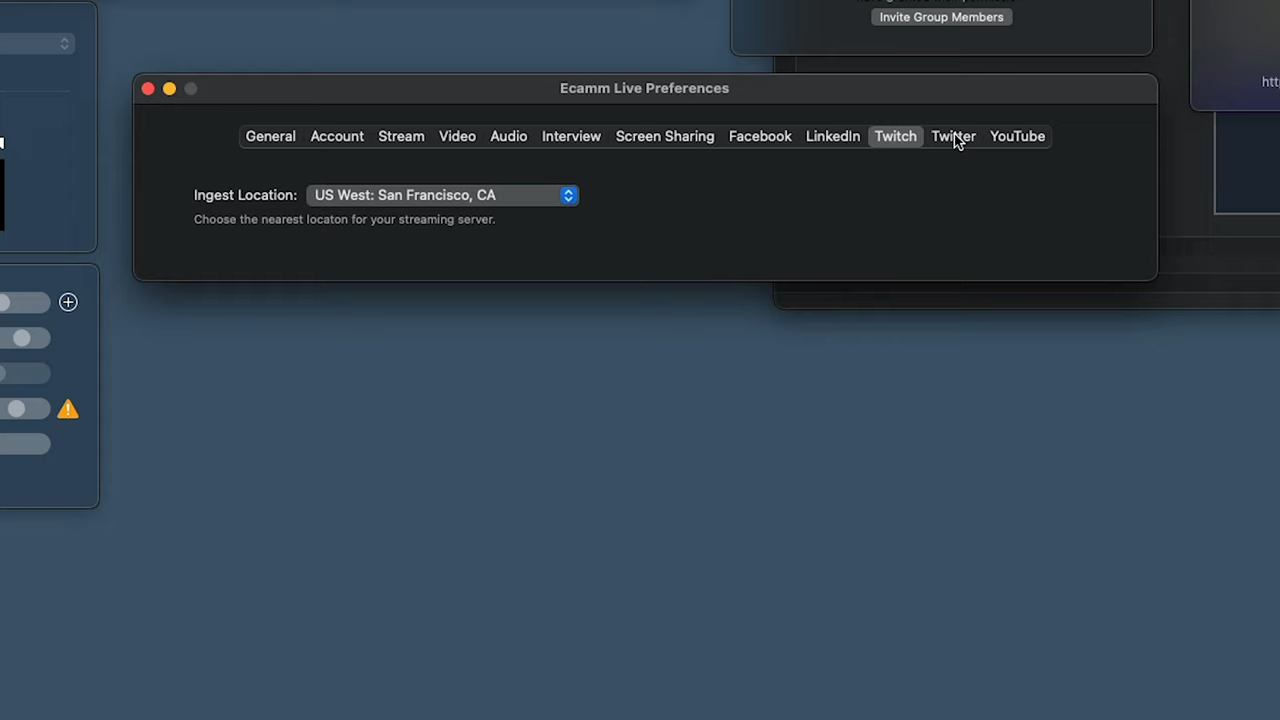 Invite Group Members
htt
Ecamm Live Preferences
General Account Stream Video Audio Interview Screen Sharing Facebook LinkedIn Twitch Twitter YouTube
Ingest Location: US West: San Francisco, CA
Choose the nearest locaton for your streaming server.